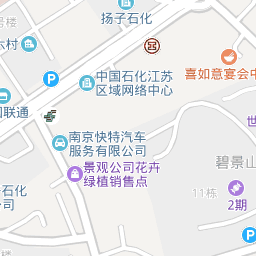 号楼
扬子石化
东村
喜如意宴会中
中国石化江苏
区域网络中心
国联通
南京快特汽车
服务有限公司
世
碧景山
景观公司花卉
绿植销售点
石化
11栋
2期